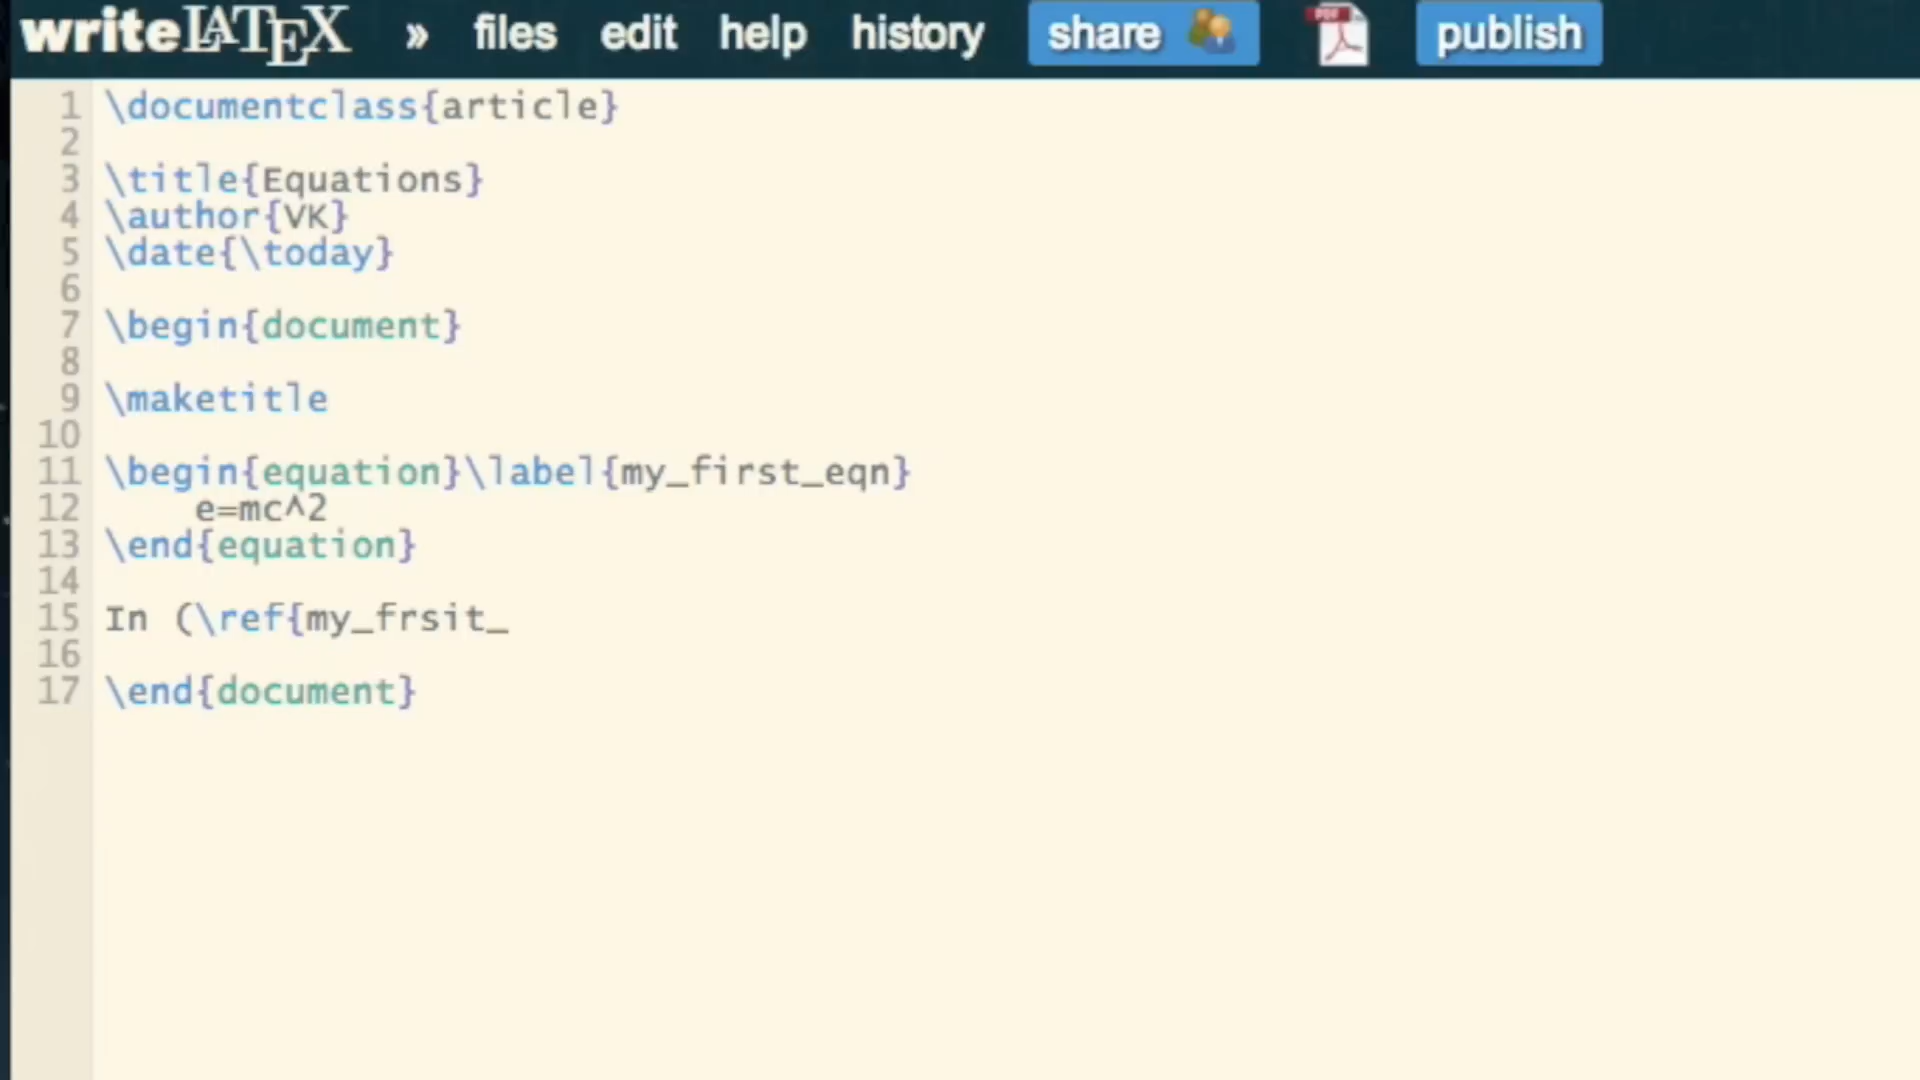 writeLATEX » files edit help history share PDF publish
1 \documentclass{article}
2
3 \title{Equations}
4 \author{VK}
5 \date{\today}
6
7 \begin{document}
8
9 \maketitle
10
11 \begin{equation}\label{my_first_eqn}
12 e=mc^2
13 \end{equation}
14
15 In (\ref{my_frsit_
16
17 \end{document}